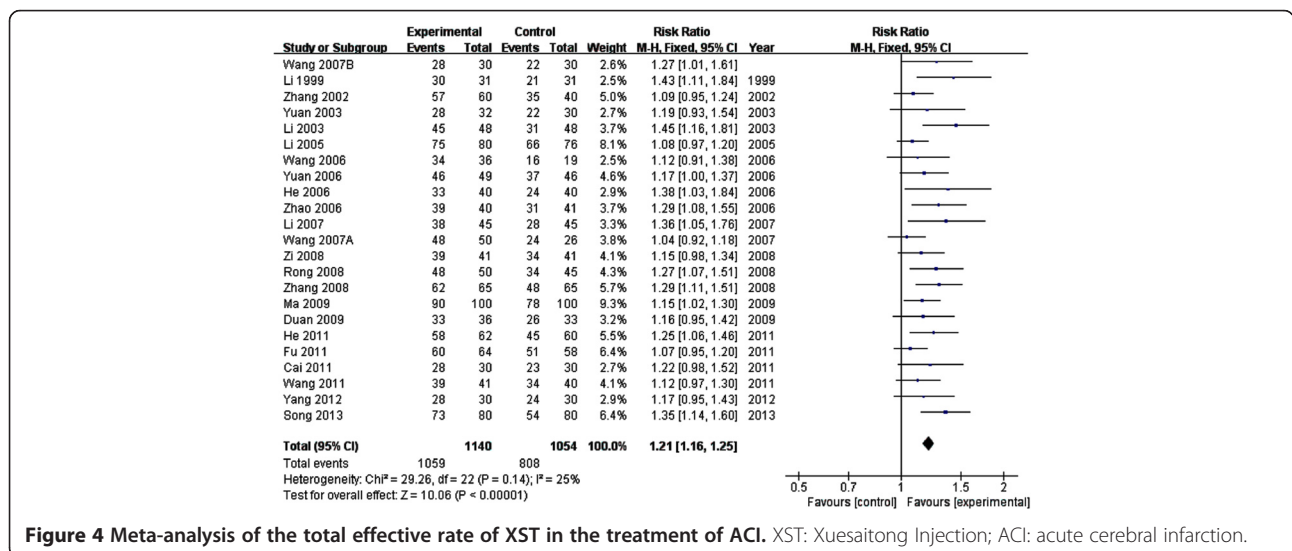 Experimental Control Risk Ratio Risk Ratio
Study or Subgroup Events Total Events Total Weight M-H, Fixed, 95% CI Year M-H, Fixed, 95% CI
Wang 2007B 28 30 22 30 2.6% 1.27 [1.01, 1.61]
Li 1999 30 31 21 31 2.5% 1.43 [1.11, 1.84] 1999
Zhang 2002 57 60 35 40 5.0% 1.09 [0.95, 1.24] 2002
Yuan 2003 28 32 22 30 2.7% 1.19 [0.93, 1.54] 2003
Li 2003 45 48 31 48 3.7% 1.45 [1.16, 1.81] 2003
Li 2005 75 80 66 76 8.1% 1.08 [0.97, 1.20] 2005
Wang 2006 34 36 16 19 2.5% 1.12 [0.91, 1.38] 2006
Yuan 2006 46 49 37 46 4.6% 1.17 [1.00, 1.37] 2006
He 2006 33 40 24 40 2.9% 1.38 [1.03, 1.84] 2006
Zhao 2006 39 40 31 41 3.6% 1.29 [1.08, 1.55] 2006
Li 2007 38 45 28 45 3.3% 1.36 [1.05, 1.76] 2007
Wang 2007A 48 50 24 26 3.8% 1.04 [0.92, 1.18] 2007
Zi 2008 39 41 34 41 4.1% 1.15 [0.98, 1.34] 2008
Rong 2008 48 50 34 45 4.3% 1.27 [1.07, 1.51] 2008
Zhang 2008 62 65 48 65 5.7% 1.29 [1.11, 1.51] 2008
Ma 2009 90 100 78 100 9.3% 1.15 [1.02, 1.30] 2009
Duan 2009 33 36 26 33 3.2% 1.16 [0.95, 1.42] 2009
He 2011 58 62 45 60 5.5% 1.25 [1.06, 1.46] 2011
Fu 2011 60 64 51 58 6.4% 1.07 [0.95, 1.20] 2011
Cai 2011 28 30 23 30 2.7% 1.22 [0.98, 1.52] 2011
Wang 2011 39 41 34 40 4.1% 1.12 [0.97, 1.30] 2011
Yang 2012 28 30 24 30 2.9% 1.17 [0.95, 1.43] 2012
Song 2013 73 80 54 80 6.4% 1.35 [1.14, 1.60] 2013
Total (95% CI) 1140 1054 100.0% 1.21 [1.16, 1.25]
Total events 1059 808
Heterogeneity: Chi² = 29.26, df = 22 (P = 0.14); I² = 25%
Test for overall effect: Z = 10.06 (P < 0.00001)
0.5 0.7 1 1.5 2
Favours [control] Favours [experimental]
Figure 4 Meta-analysis of the total effective rate of XST in the treatment of ACI. XST: Xuesaitong Injection; ACI: acute cerebral infarction.